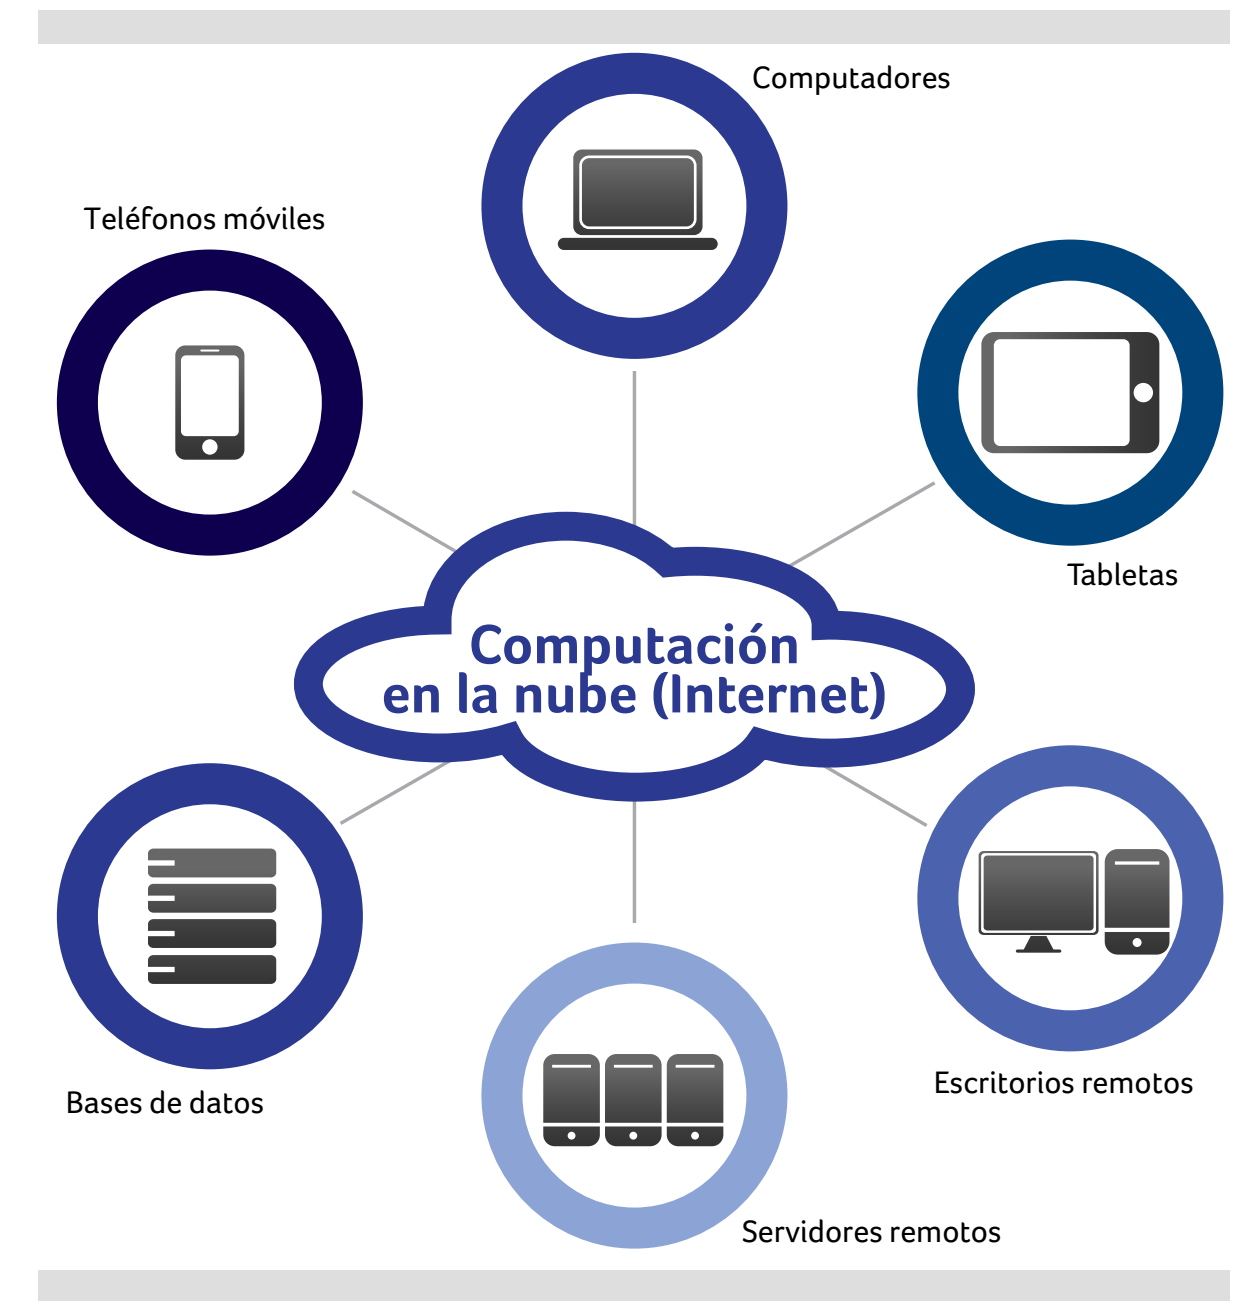 Computadores
Teléfonos móviles
Tabletas
Computación
en la nube (Internet)
Escritorios remotos
Bases de datos
Servidores remotos